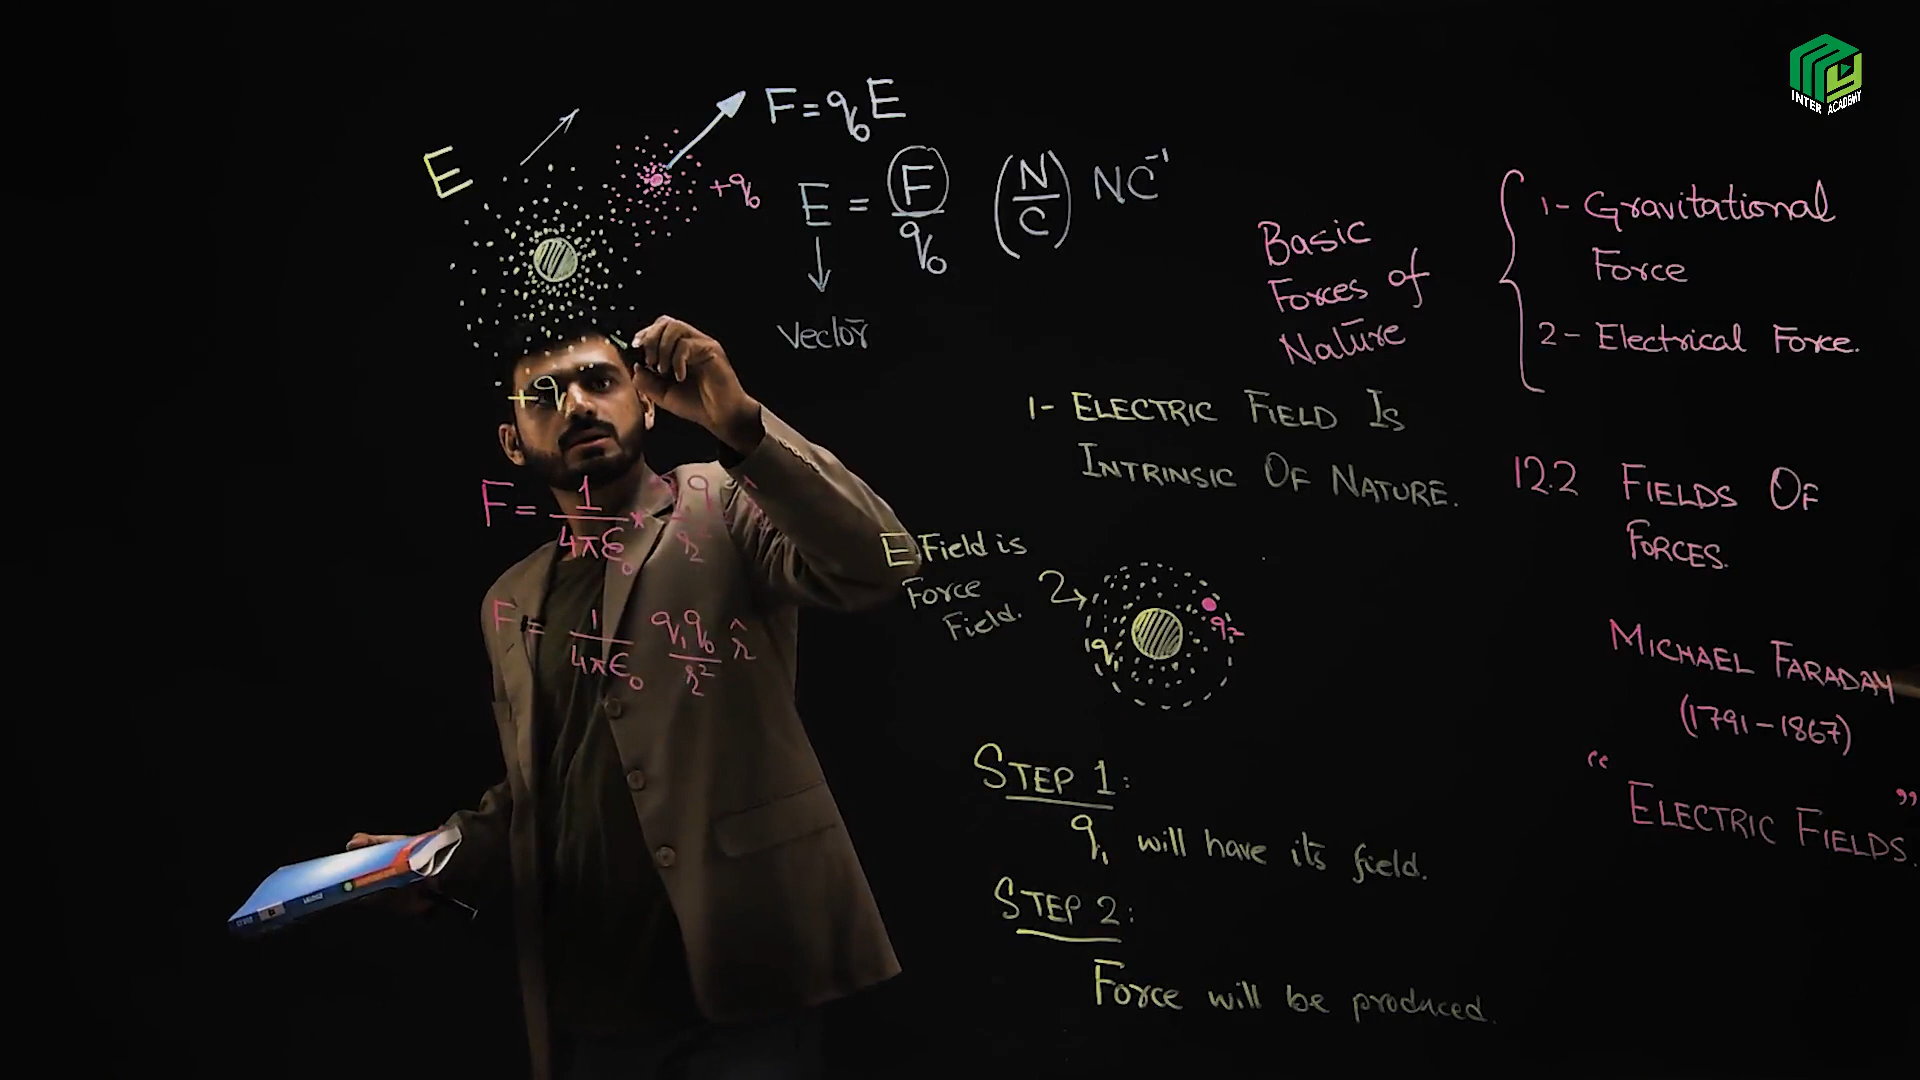 INTER ACADEMY
F = q₀E
E
+q₀
E = F/q₀ (N/C) NC⁻¹
Vector
+q
F = 1/4πε₀ ×
F = 1/4πε₀ q₁q₀/r² r̂
Basic
Forces of
Nature
1- Gravitational
Force
2- Electrical Force.
1- ELECTRIC FIELD IS
INTRINSIC OF NATURE.
12.2 FIELDS OF
FORCES.
E Field is
Force
Field.
2
q₁
q₂
MICHAEL FARADAY
(1791-1867)
"ELECTRIC FIELDS."
STEP 1:
q₁ will have its field.
STEP 2:
Force will be produced.